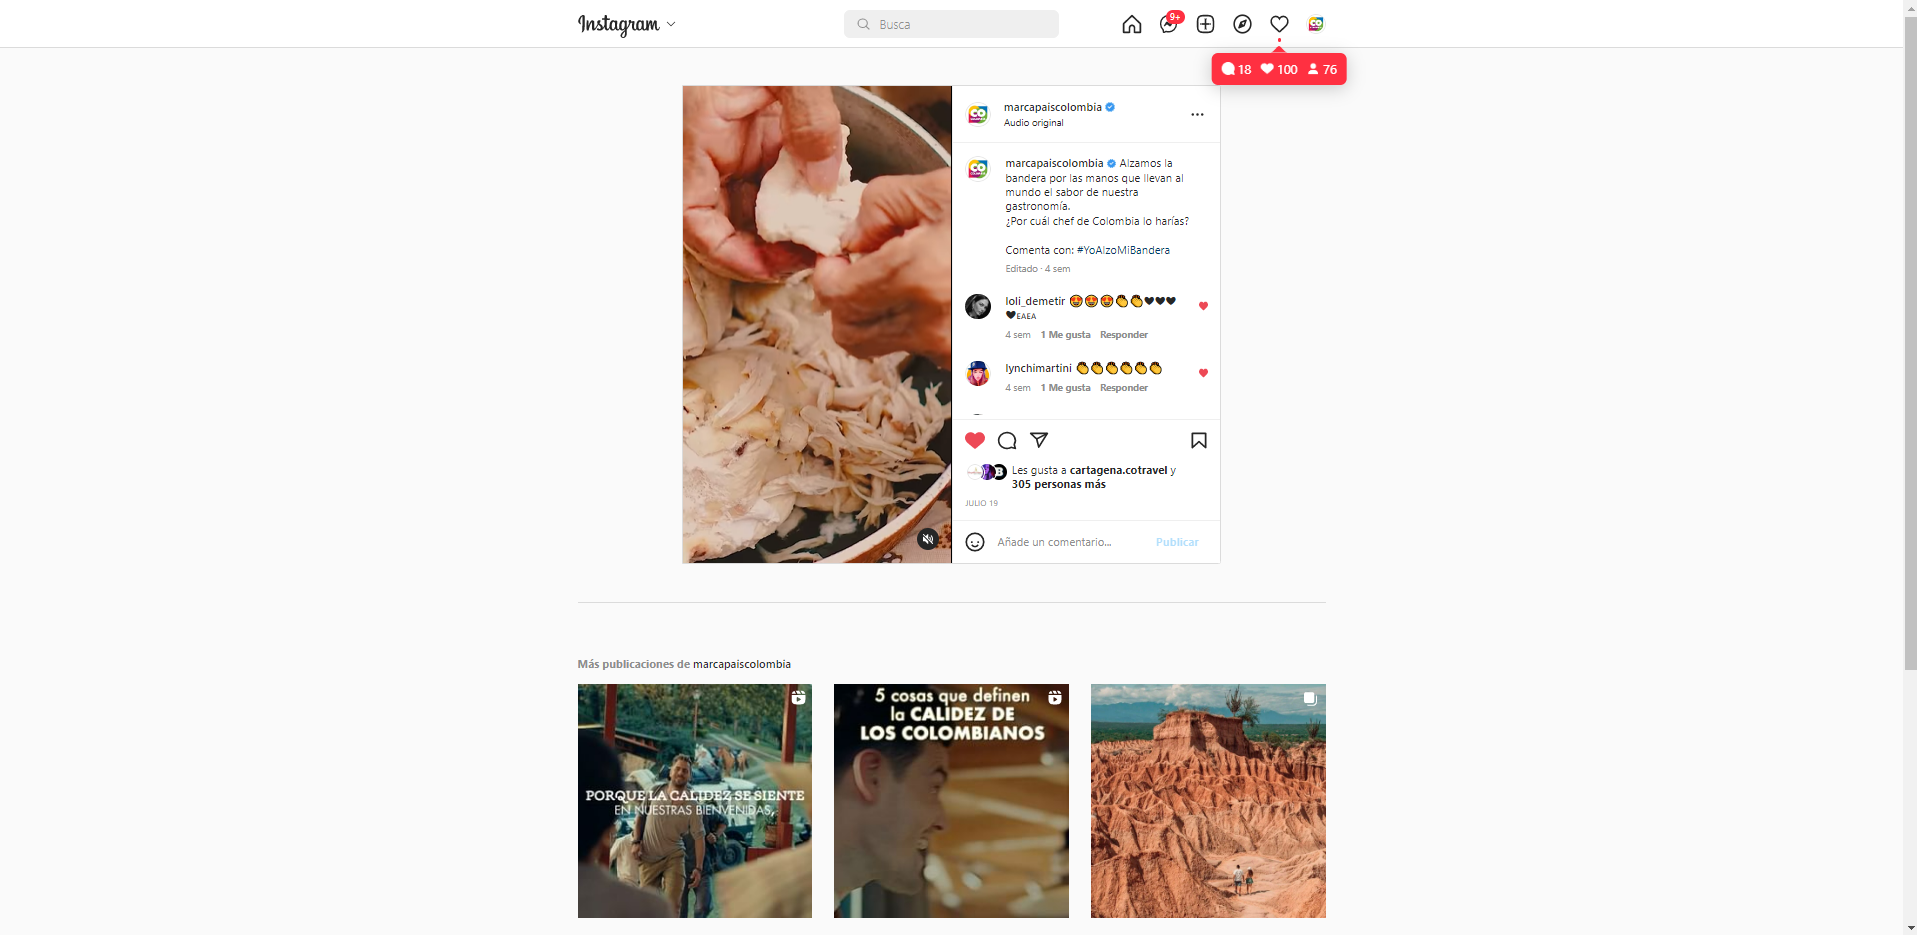 Instagram
Busca
9+
18 100 76
marcapaiscolombia
Audio original
marcapaiscolombia Alzamos la
bandera por las manos que llevan al
mundo el sabor de nuestra
gastronomía.
¿Por cuál chef de Colombia lo harías?
Comenta con: #YoAlzoMiBandera
Editado · 4 sem
loli_demetir 🤩🤩🤩👏👏🖤🖤🖤
🖤EAEA
4 sem 1 Me gusta Responder
lynchimartini 👏👏👏👏👏👏
4 sem 1 Me gusta Responder
Les gusta a cartagena.cotravel y
305 personas más
JULIO 19
Añade un comentario...
Publicar
Más publicaciones de marcapaiscolombia
PORQUE LA CALIDEZ SE SIENTE
EN NUESTRAS BIENVENIDAS,
5 cosas que definen
la CALIDEZ DE
LOS COLOMBIANOS